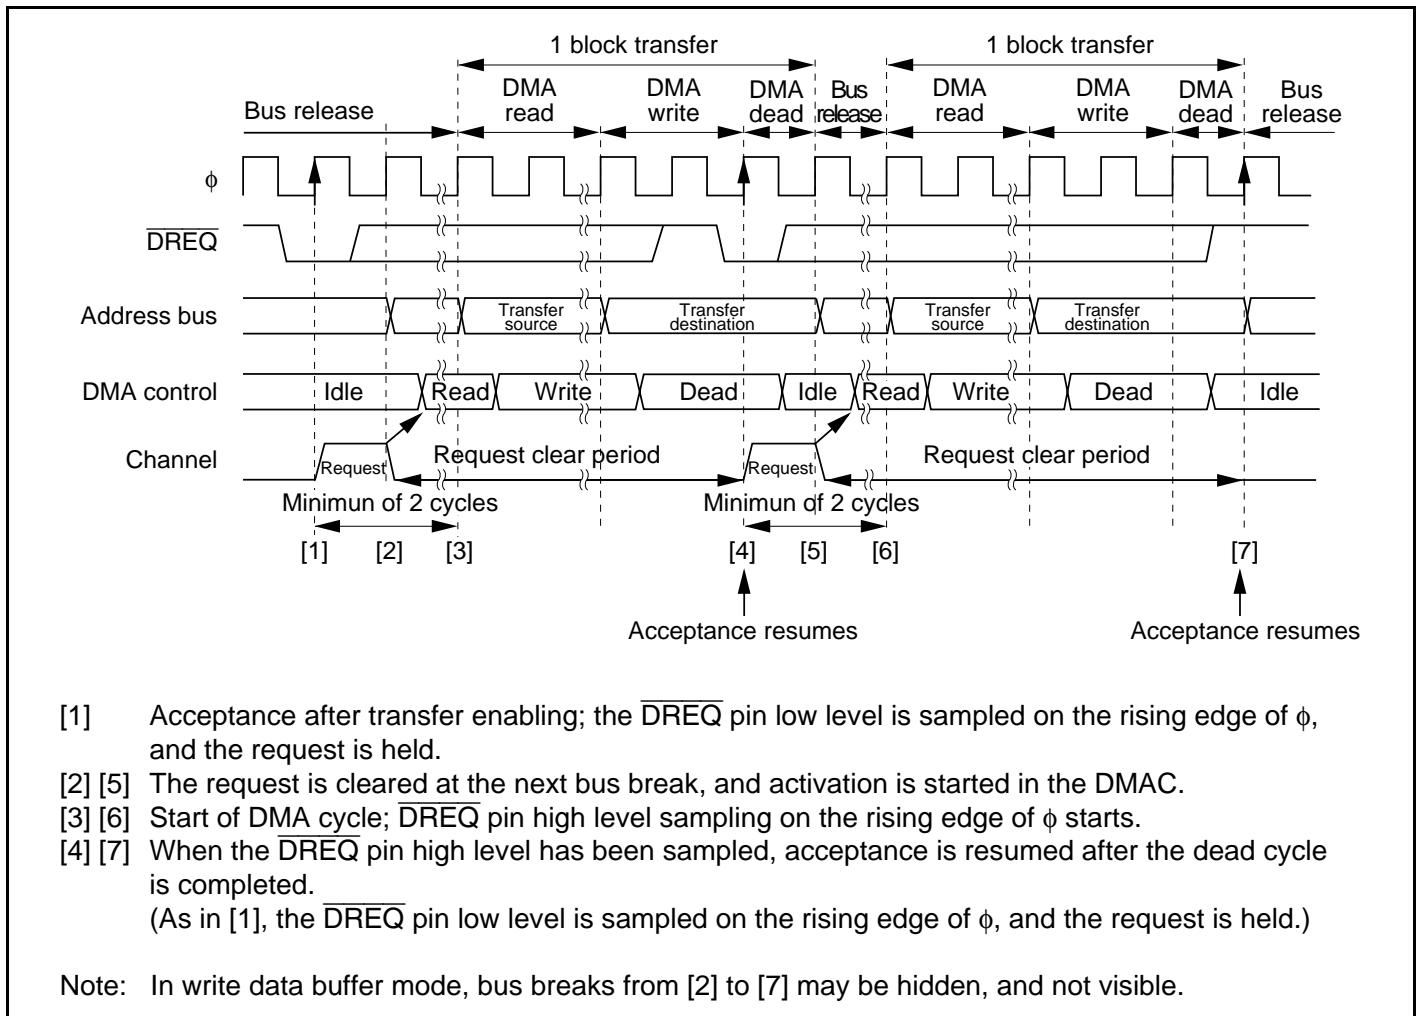 1 block transfer 1 block transfer
DMA read DMA write DMA dead Bus release DMA read DMA write DMA dead Bus release
Bus release
φ
DREQ
Address bus Transfer source Transfer destination Transfer source Transfer destination
DMA control Idle Read Write Dead Idle Read Write Dead Idle
Channel Request Request clear period Request Request clear period
Minimun of 2 cycles Minimun of 2 cycles
[1] [2] [3] [4] [5] [6] [7]
Acceptance resumes Acceptance resumes
[1] Acceptance after transfer enabling; the DREQ pin low level is sampled on the rising edge of φ,
and the request is held.
[2] [5] The request is cleared at the next bus break, and activation is started in the DMAC.
[3] [6] Start of DMA cycle; DREQ pin high level sampling on the rising edge of φ starts.
[4] [7] When the DREQ pin high level has been sampled, acceptance is resumed after the dead cycle
is completed.
(As in [1], the DREQ pin low level is sampled on the rising edge of φ, and the request is held.)
Note: In write data buffer mode, bus breaks from [2] to [7] may be hidden, and not visible.